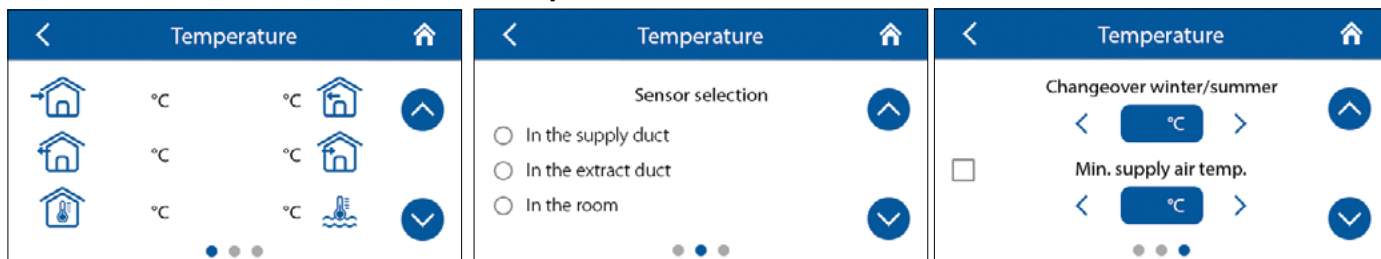 Temperature
°C °C
°C °C
°C °C
Temperature
Sensor selection
In the supply duct
In the extract duct
In the room
Temperature
Changeover winter/summer
°C
Min. supply air temp.
°C